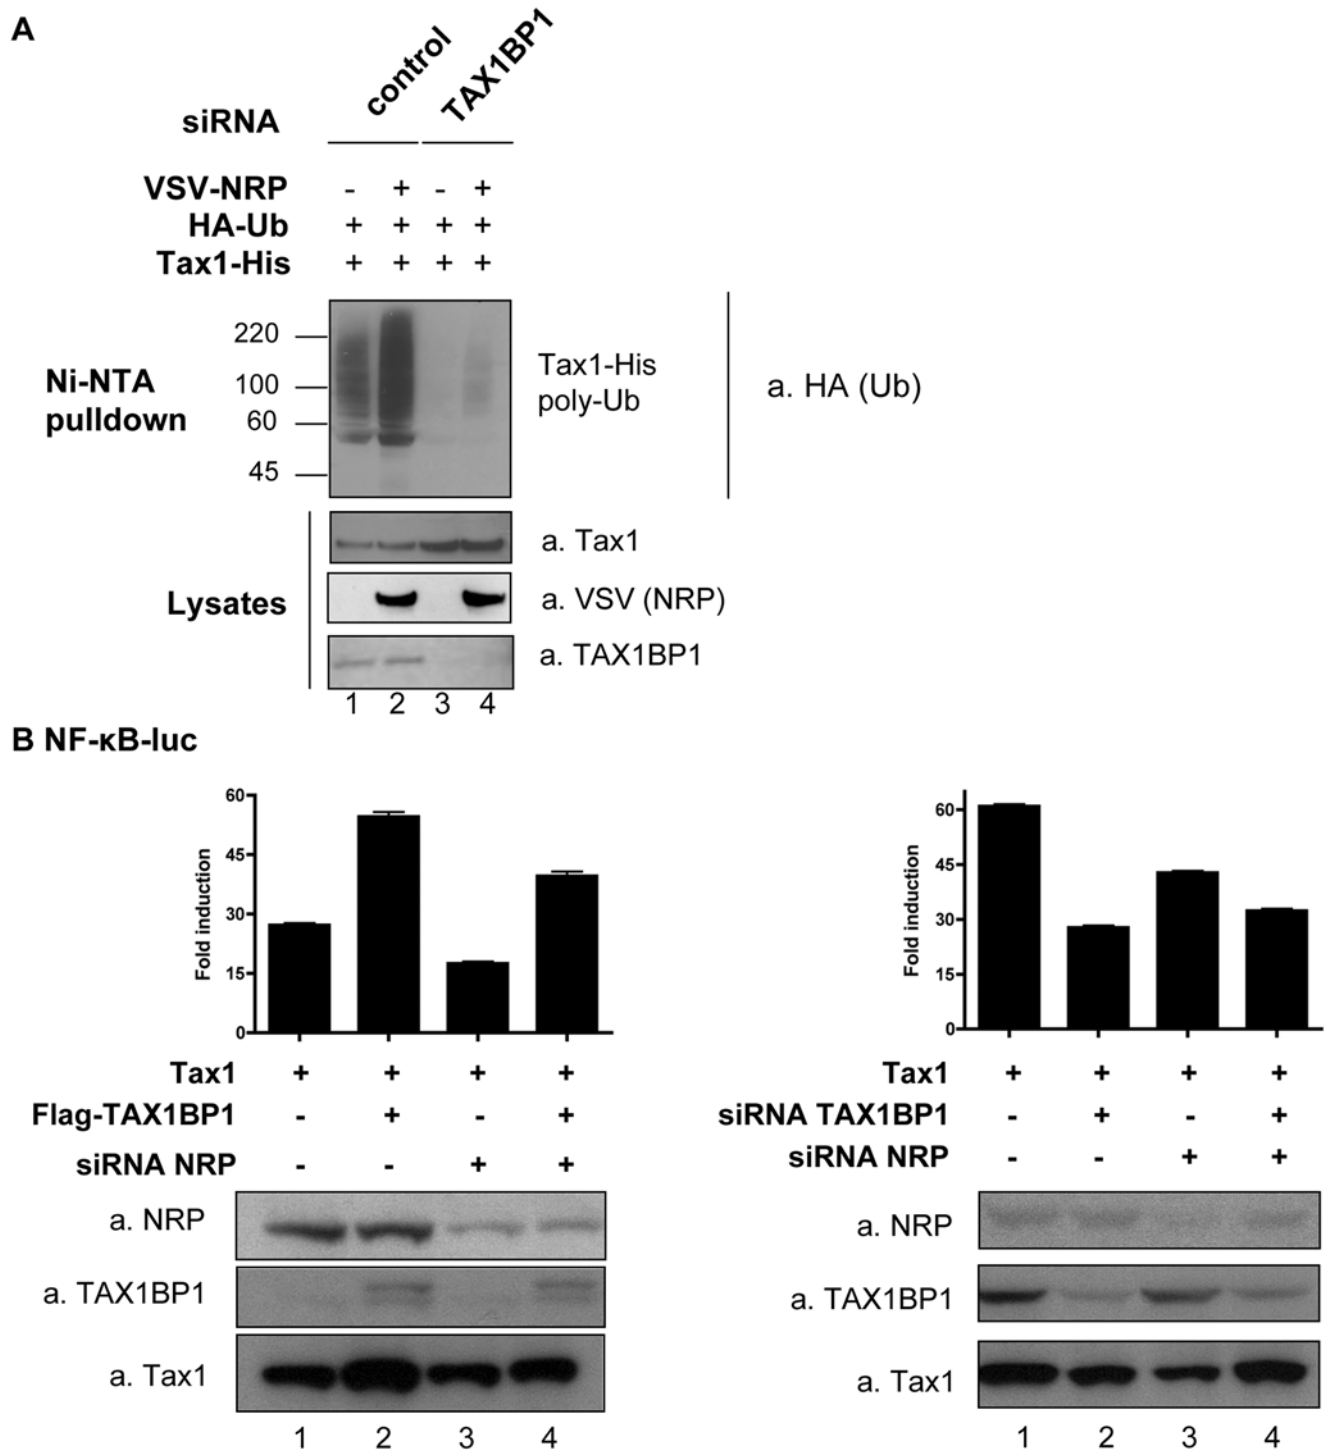 A
siRNA control TAX1BP1
VSV-NRP - + - +
HA-Ub + + + +
Tax1-His + + + +
Ni-NTA
pulldown
220
100
60
45
Tax1-His
poly-Ub
a. HA (Ub)
Lysates
a. Tax1
a. VSV (NRP)
a. TAX1BP1
1 2 3 4
B NF-κB-luc
Fold induction
60
45
30
15
0
Tax1 + + + +
Flag-TAX1BP1 - + - +
siRNA NRP - - + +
a. NRP
a. TAX1BP1
a. Tax1
1 2 3 4
Fold induction
60
45
30
15
0
Tax1 + + + +
siRNA TAX1BP1 - + - +
siRNA NRP - - + +
a. NRP
a. TAX1BP1
a. Tax1
1 2 3 4